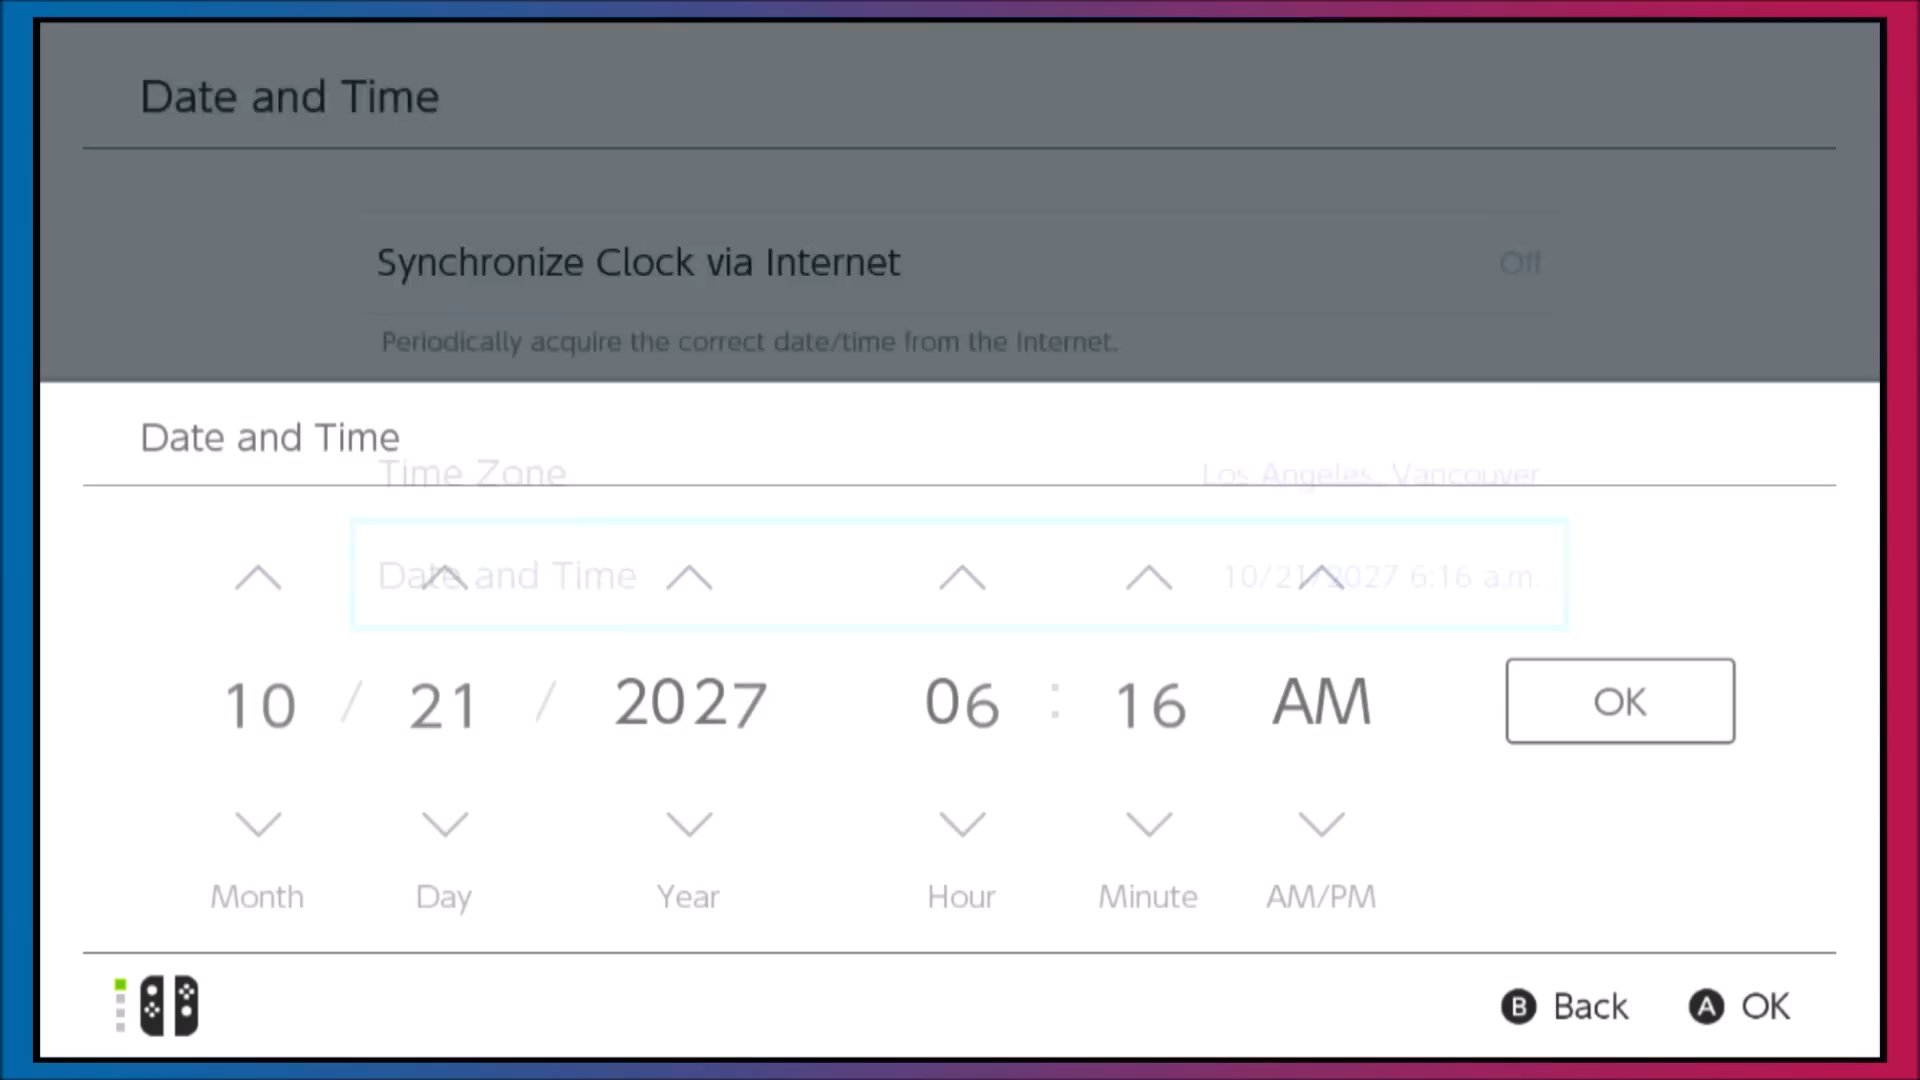 Date and Time
Synchronize Clock via Internet Off
Periodically acquire the correct date/time from the Internet.
Date and Time
Time Zone Los Angeles, Vancouver
Date and Time 10/21/2027 6:16 a.m.
10 / 21 / 2027 06 : 16 AM OK
Month Day Year Hour Minute AM/PM
B Back A OK